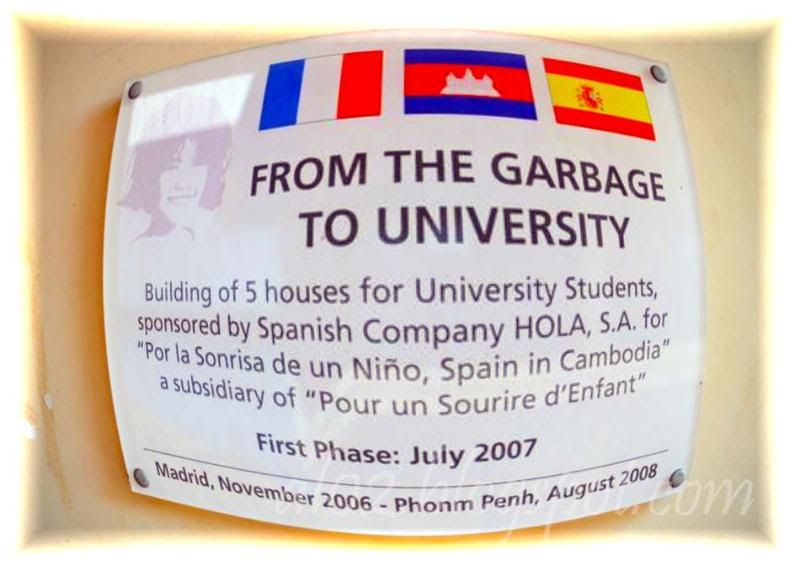 FROM THE GARBAGE
TO UNIVERSITY
Building of 5 houses for University Students,
sponsored by Spanish Company HOLA, S.A. for
"Por la Sonrisa de un Niño, Spain in Cambodia"
a subsidiary of "Pour un Sourire d'Enfant"
First Phase: July 2007
Madrid, November 2006 - Phonm Penh, August 2008